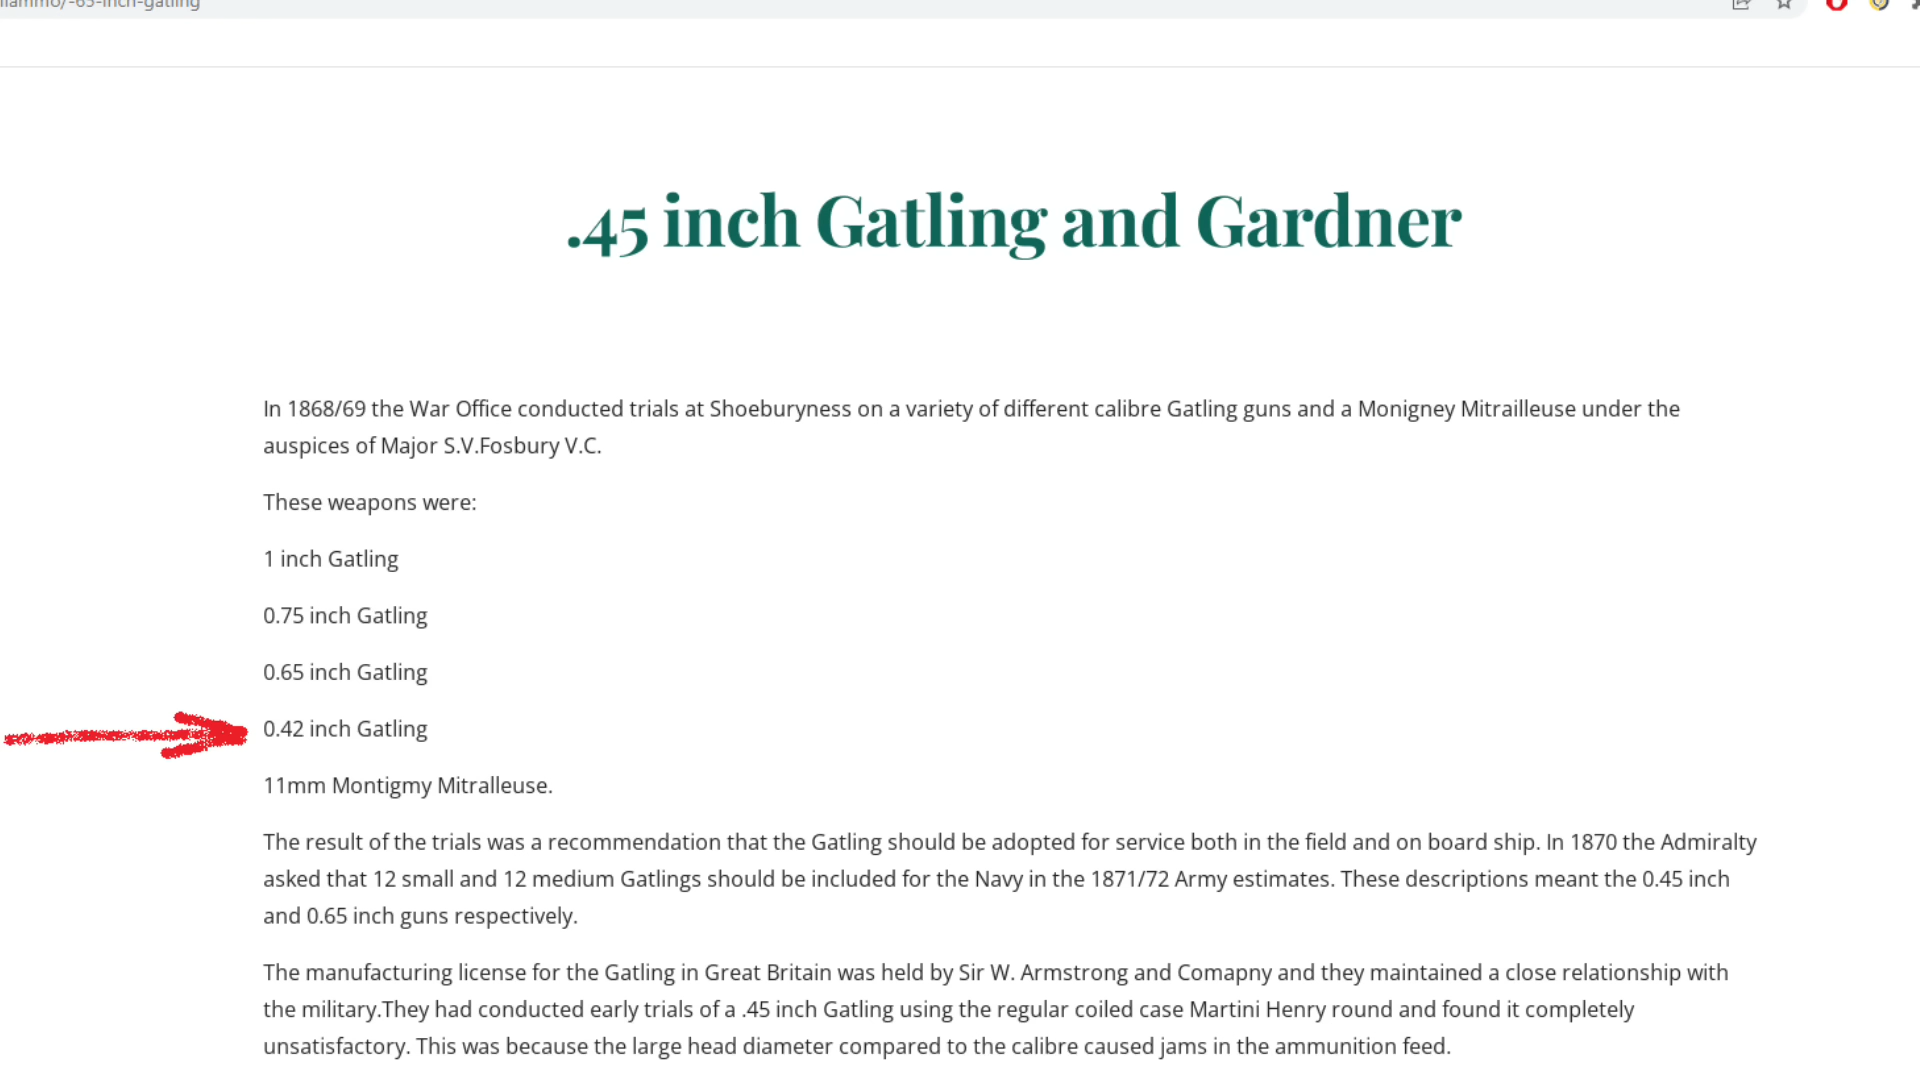 -65-inch-gatling
.45 inch Gatling and Gardner
In 1868/69 the War Office conducted trials at Shoeburyness on a variety of different calibre Gatling guns and a Monigney Mitrailleuse under the
auspices of Major S.V.Fosbury V.C.
These weapons were:
1 inch Gatling
0.75 inch Gatling
0.65 inch Gatling
0.42 inch Gatling
11mm Montigmy Mitralleuse.
The result of the trials was a recommendation that the Gatling should be adopted for service both in the field and on board ship. In 1870 the Admiralty
asked that 12 small and 12 medium Gatlings should be included for the Navy in the 1871/72 Army estimates. These descriptions meant the 0.45 inch
and 0.65 inch guns respectively.
The manufacturing license for the Gatling in Great Britain was held by Sir W. Armstrong and Comapny and they maintained a close relationship with
the military.They had conducted early trials of a .45 inch Gatling using the regular coiled case Martini Henry round and found it completely
unsatisfactory. This was because the large head diameter compared to the calibre caused jams in the ammunition feed.